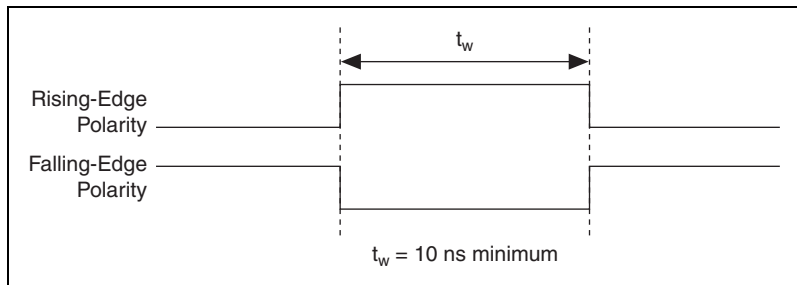 t_w
Rising-Edge
Polarity
Falling-Edge
Polarity
t_w = 10 ns minimum